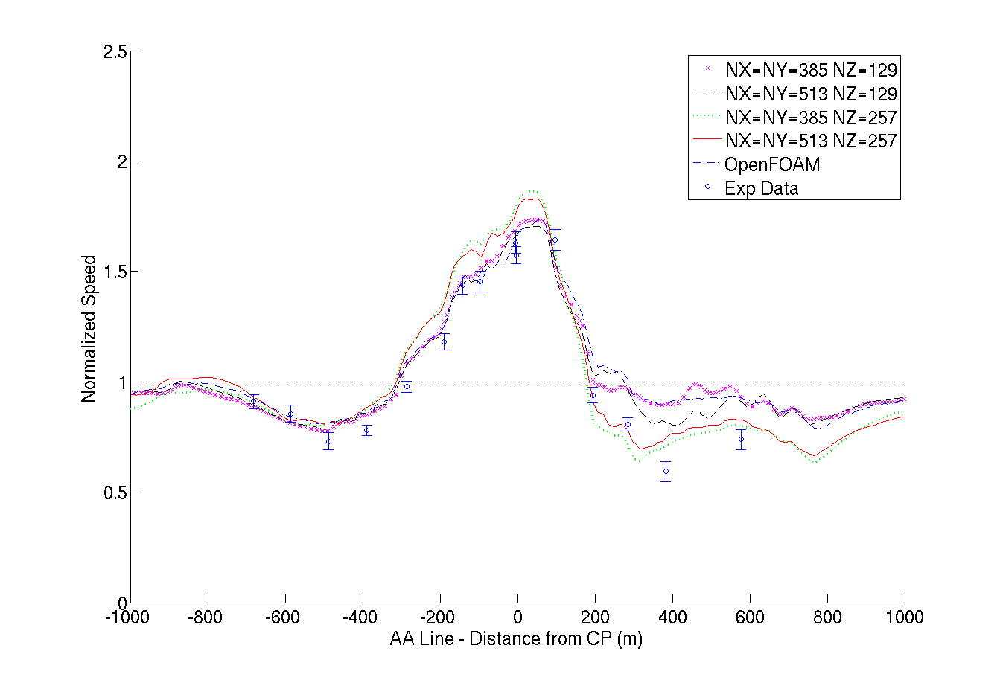 2.5
2
1.5
1
0.5
0
Normalized Speed
NX=NY=385 NZ=129
NX=NY=513 NZ=129
NX=NY=385 NZ=257
NX=NY=513 NZ=257
OpenFOAM
Exp Data
-1000 -800 -600 -400 -200 0 200 400 600 800 1000
AA Line - Distance from CP (m)